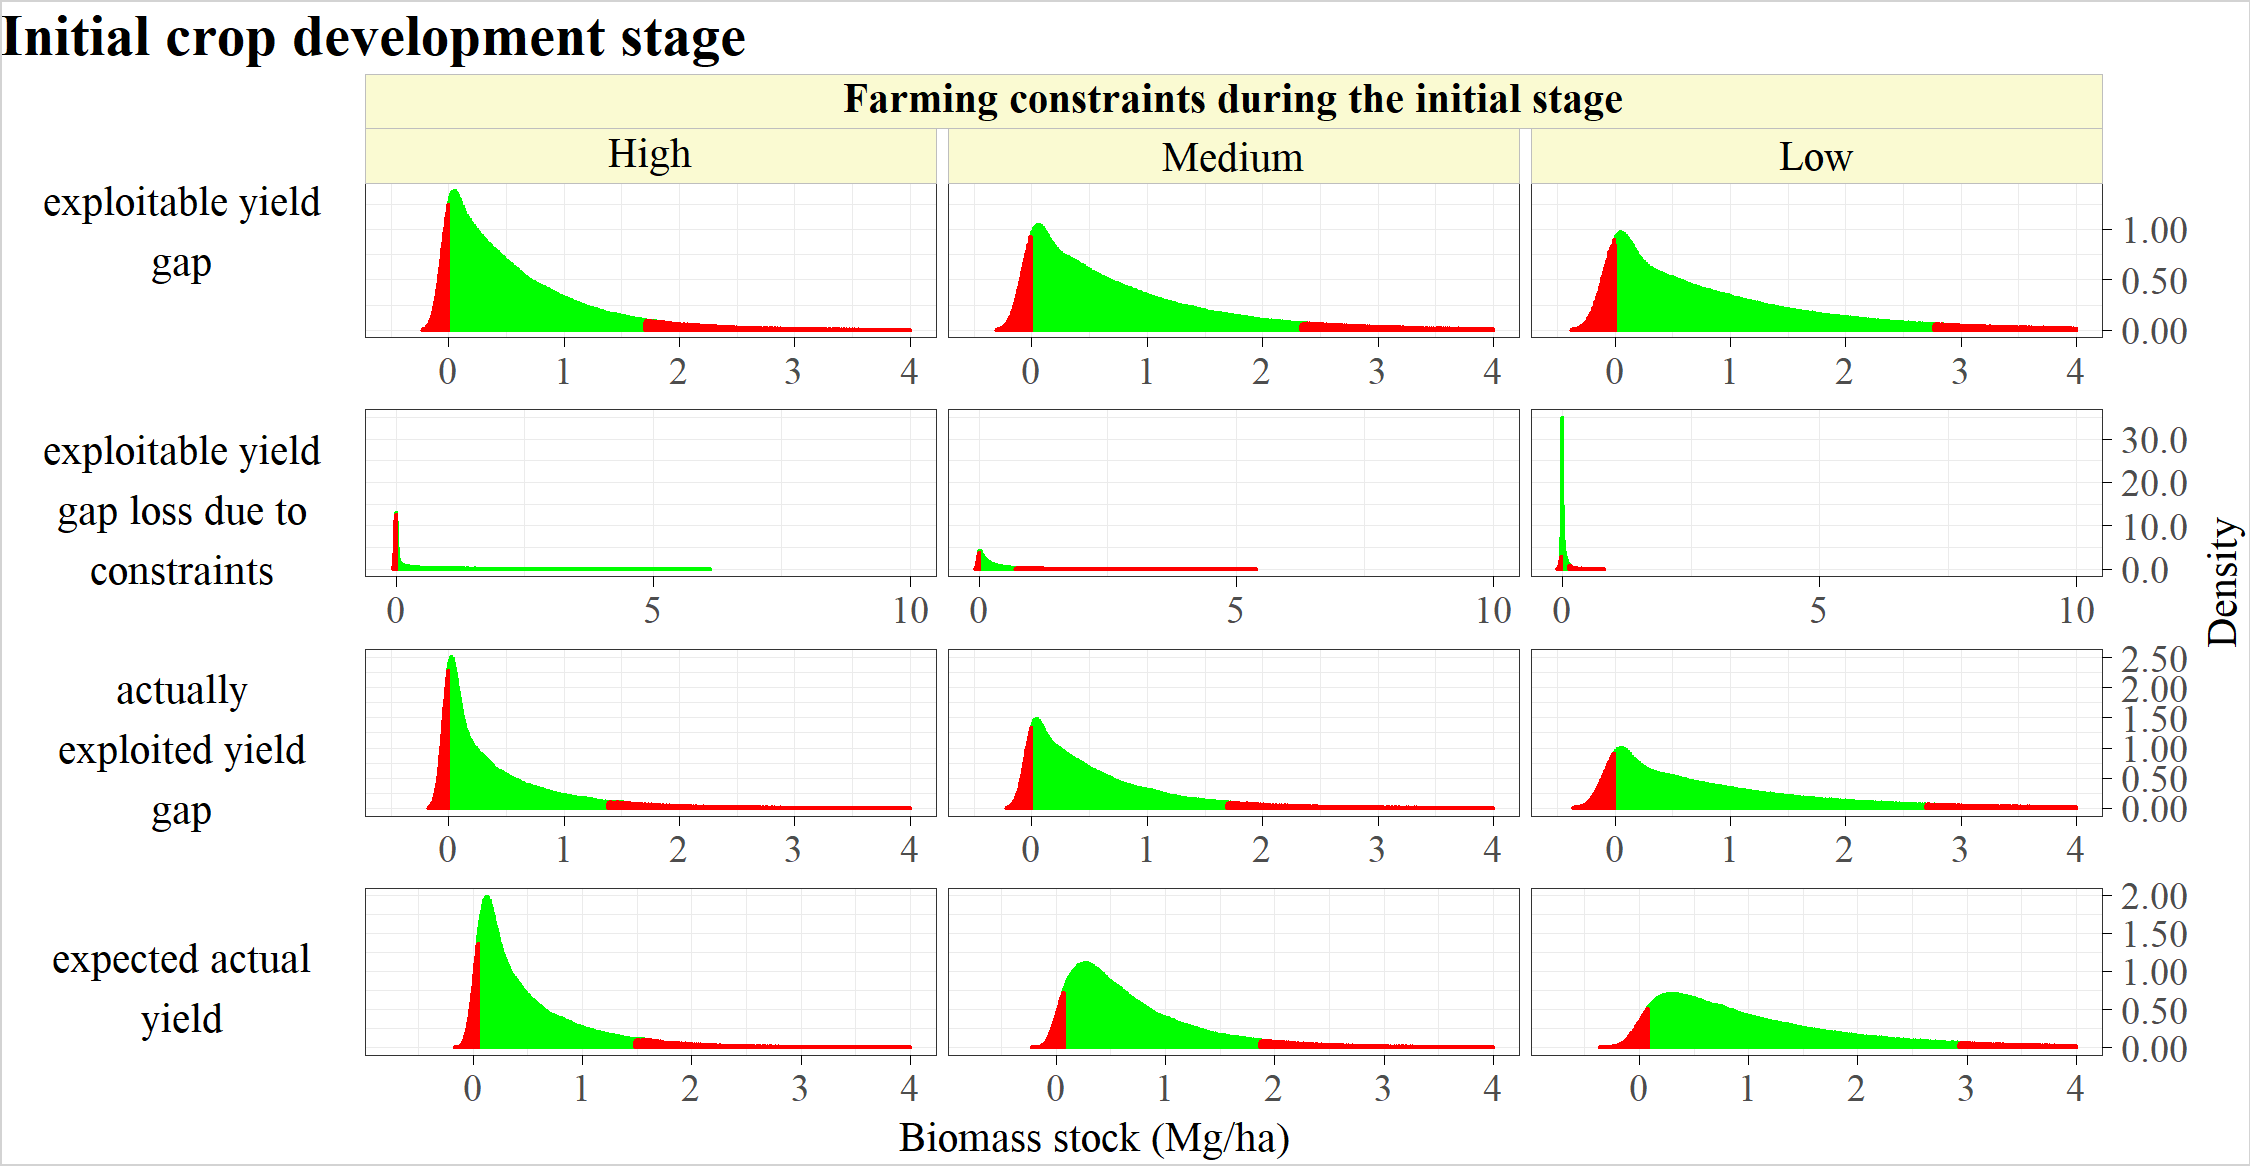 Initial crop development stage
Farming constraints during the initial stage
High
Medium
Low
exploitable yield
gap
1.00
0.50
0.00
0 1 2 3 4
0 1 2 3 4
0 1 2 3 4
exploitable yield
gap loss due to
constraints
30.0
20.0
10.0
0.0
0 5 10
0 5 10
0 5 10
Density
actually
exploited yield
gap
2.50
2.00
1.50
1.00
0.50
0.00
0 1 2 3 4
0 1 2 3 4
0 1 2 3 4
expected actual
yield
2.00
1.50
1.00
0.50
0.00
0 1 2 3 4
0 1 2 3 4
0 1 2 3 4
Biomass stock (Mg/ha)